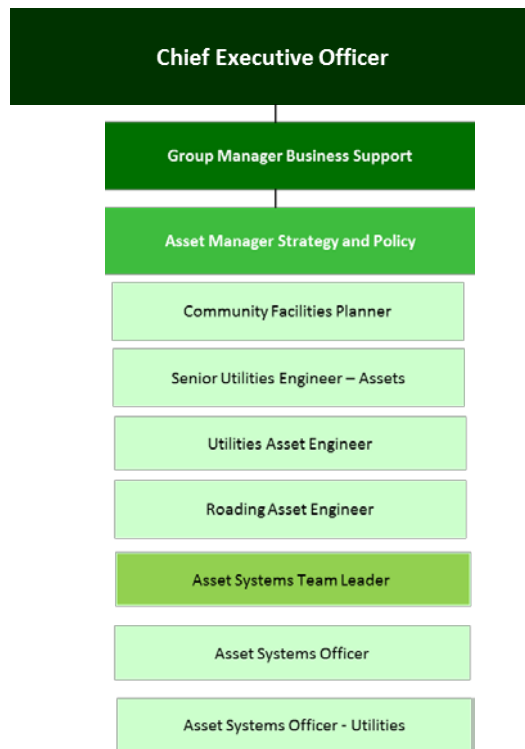 Chief Executive Officer
Group Manager Business Support
Asset Manager Strategy and Policy
Community Facilities Planner
Senior Utilities Engineer – Assets
Utilities Asset Engineer
Roading Asset Engineer
Asset Systems Team Leader
Asset Systems Officer
Asset Systems Officer - Utilities